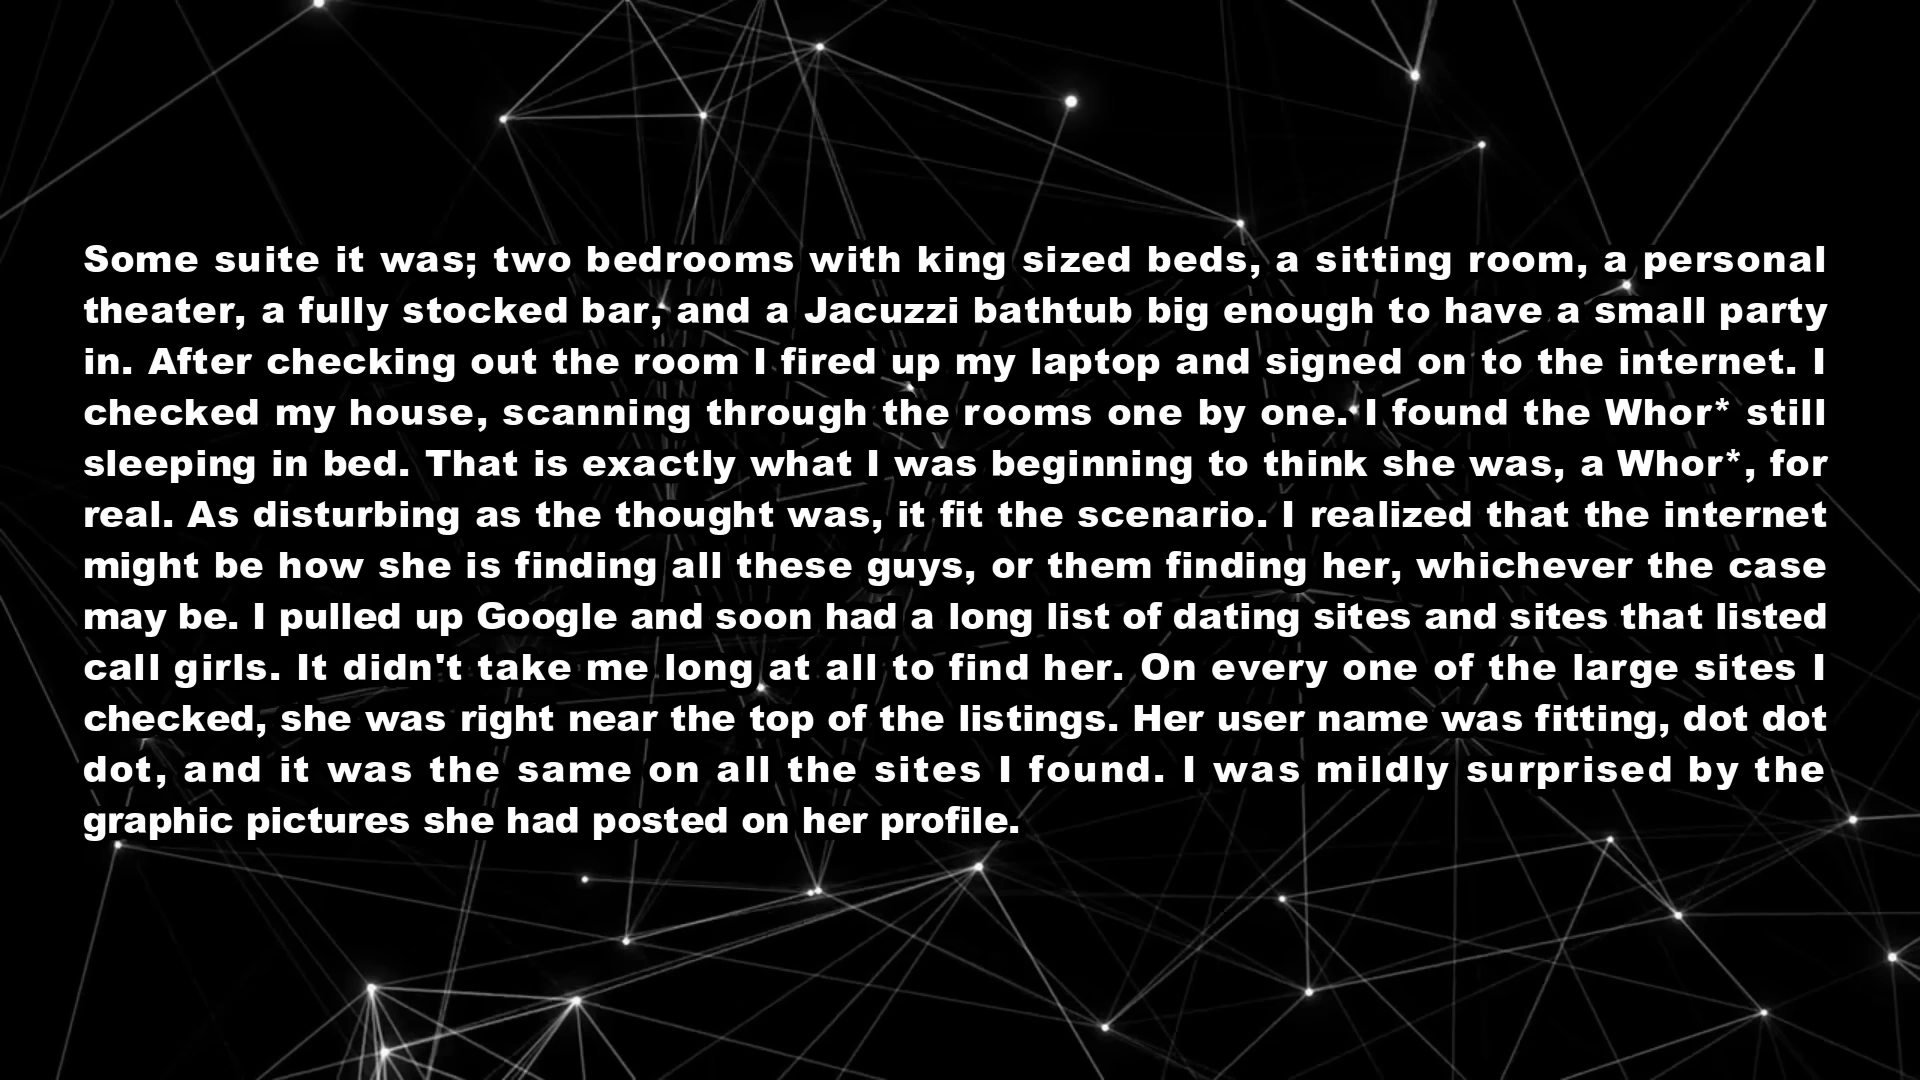 Some suite it was; two bedrooms with king sized beds, a sitting room, a personal
theater, a fully stocked bar, and a Jacuzzi bathtub big enough to have a small party
in. After checking out the room I fired up my laptop and signed on to the internet. I
checked my house, scanning through the rooms one by one. I found the Whor* still
sleeping in bed. That is exactly what I was beginning to think she was, a Whor*, for
real. As disturbing as the thought was, it fit the scenario. I realized that the internet
might be how she is finding all these guys, or them finding her, whichever the case
may be. I pulled up Google and soon had a long list of dating sites and sites that listed
call girls. It didn't take me long at all to find her. On every one of the large sites I
checked, she was right near the top of the listings. Her user name was fitting, dot dot
dot, and it was the same on all the sites I found. I was mildly surprised by the
graphic pictures she had posted on her profile.